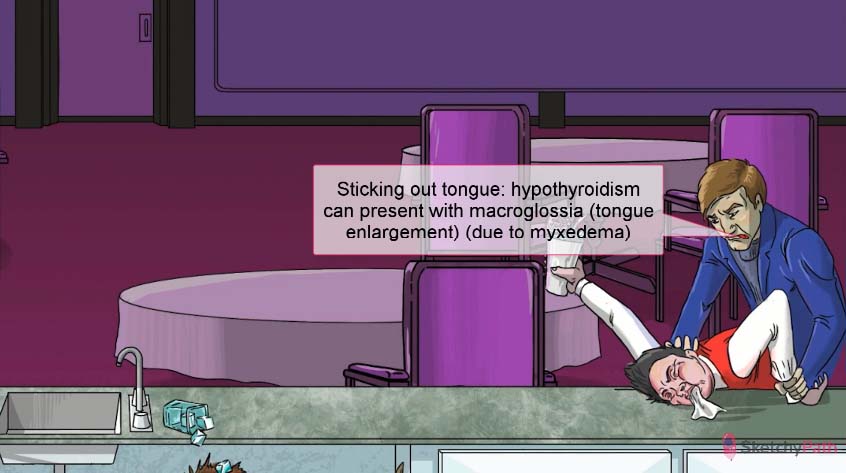 Sticking out tongue: hypothyroidism
can present with macroglossia (tongue
enlargement) (due to myxedema)
SketchyPath